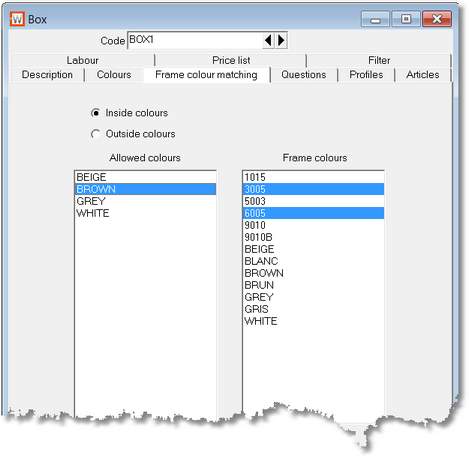 W Box
Code BOX1
Labour Price list Filter
Description Colours Frame colour matching Questions Profiles Articles
Inside colours
Outside colours
Allowed colours Frame colours
BEIGE 1015
BROWN 3005
GREY 5003
WHITE 6005
9010
9010B
BEIGE
BLANC
BROWN
BRUN
GREY
GRIS
WHITE